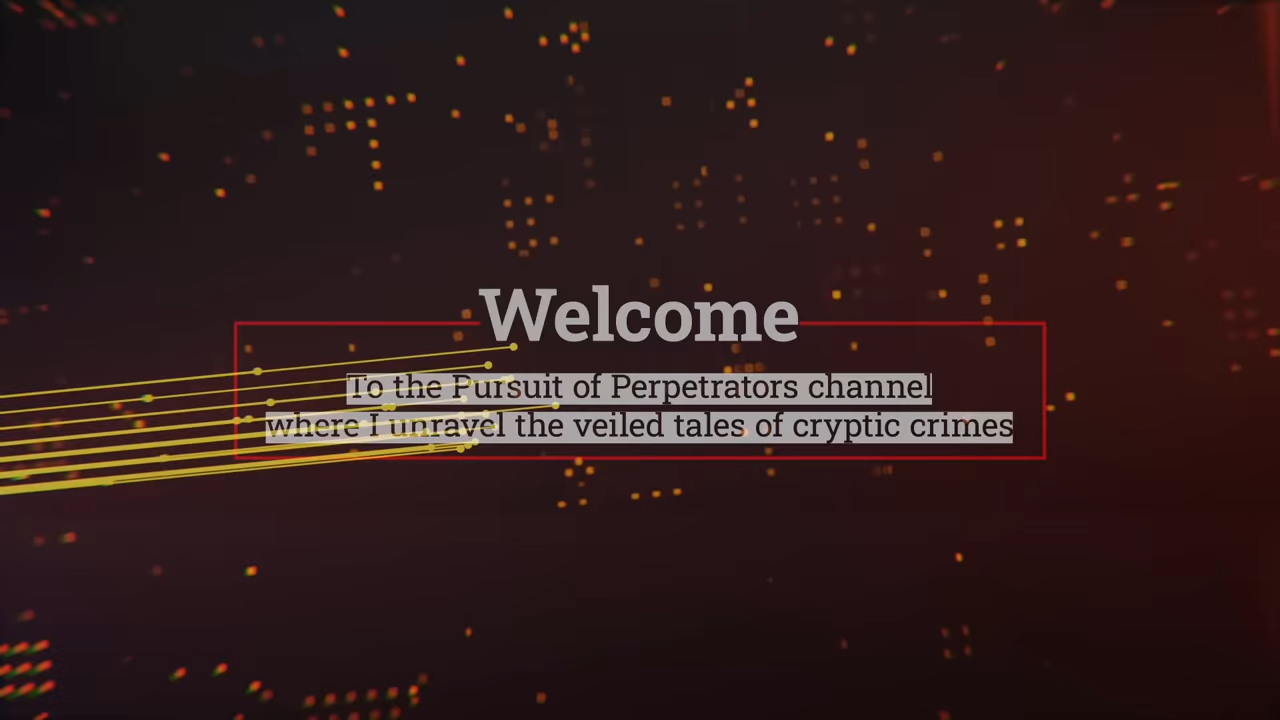 Welcome
To the Pursuit of Perpetrators channel
where I unravel the veiled tales of cryptic crimes